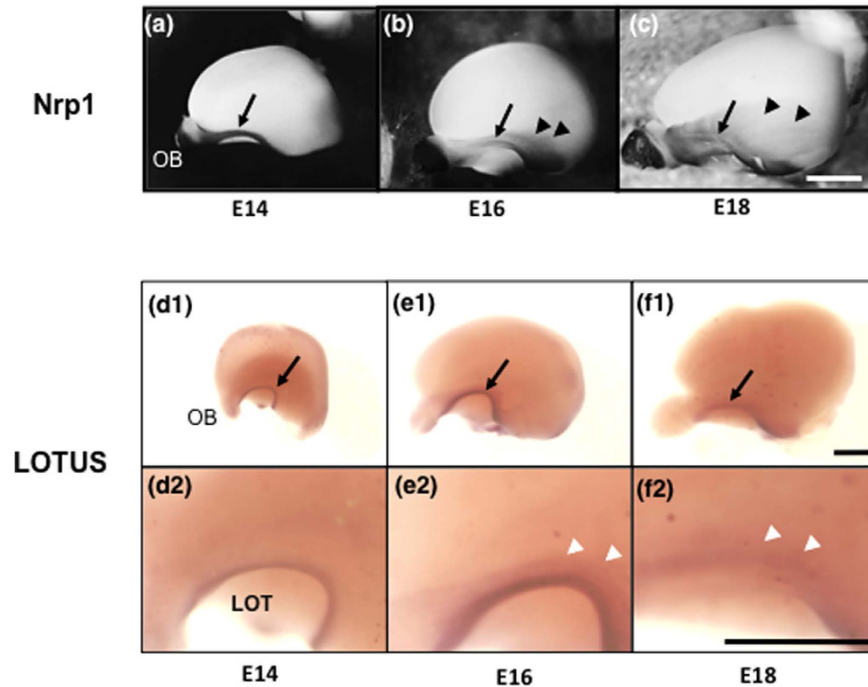 (a) (b) (c)
Nrp1
OB
E14 E16 E18
(d1) (e1) (f1)
OB
LOTUS
(d2) (e2) (f2)
LOT
E14 E16 E18